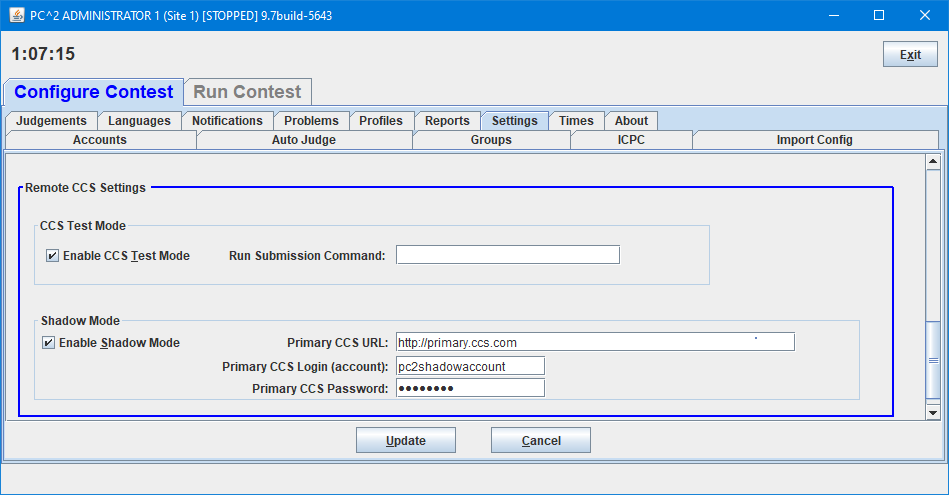 PC^2 ADMINISTRATOR 1 (Site 1) [STOPPED] 9.7build-5643
1:07:15
Exit
Configure Contest Run Contest
Judgements Languages Notifications Problems Profiles Reports Settings Times About
Accounts Auto Judge Groups ICPC Import Config
Remote CCS Settings
CCS Test Mode
Enable CCS Test Mode Run Submission Command:
Shadow Mode
Enable Shadow Mode Primary CCS URL: http://primary.ccs.com
Primary CCS Login (account): pc2shadowaccount
Primary CCS Password: ●●●●●●●●
Update Cancel